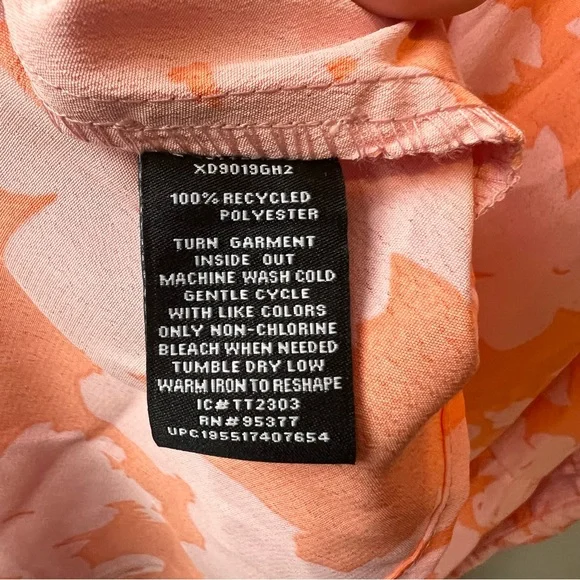 XD9019GH2
100% RECYCLED
POLYESTER
TURN GARMENT
INSIDE OUT
MACHINE WASH COLD
GENTLE CYCLE
WITH LIKE COLORS
ONLY NON-CHLORINE
BLEACH WHEN NEEDED
TUMBLE DRY LOW
WARM IRON TO RESHAPE
IC#TT2303
RN#95377
UPC195517407654